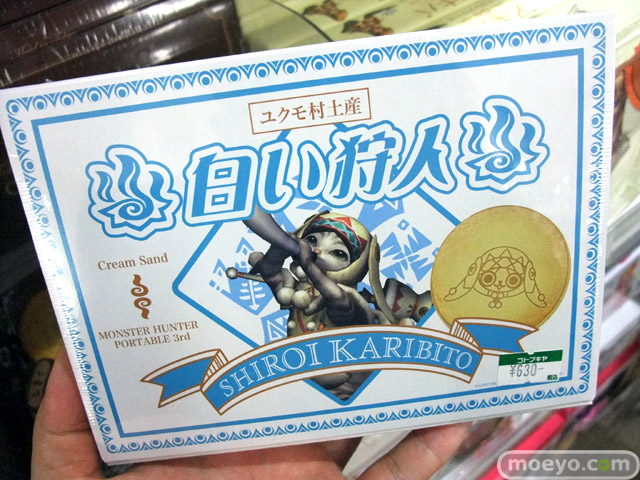 ユクモ村土産
白い狩人
Cream Sand
MONSTER HUNTER
PORTABLE 3rd
SHIROI KARIBITO
コトブキヤ
¥630-
moeyo.com